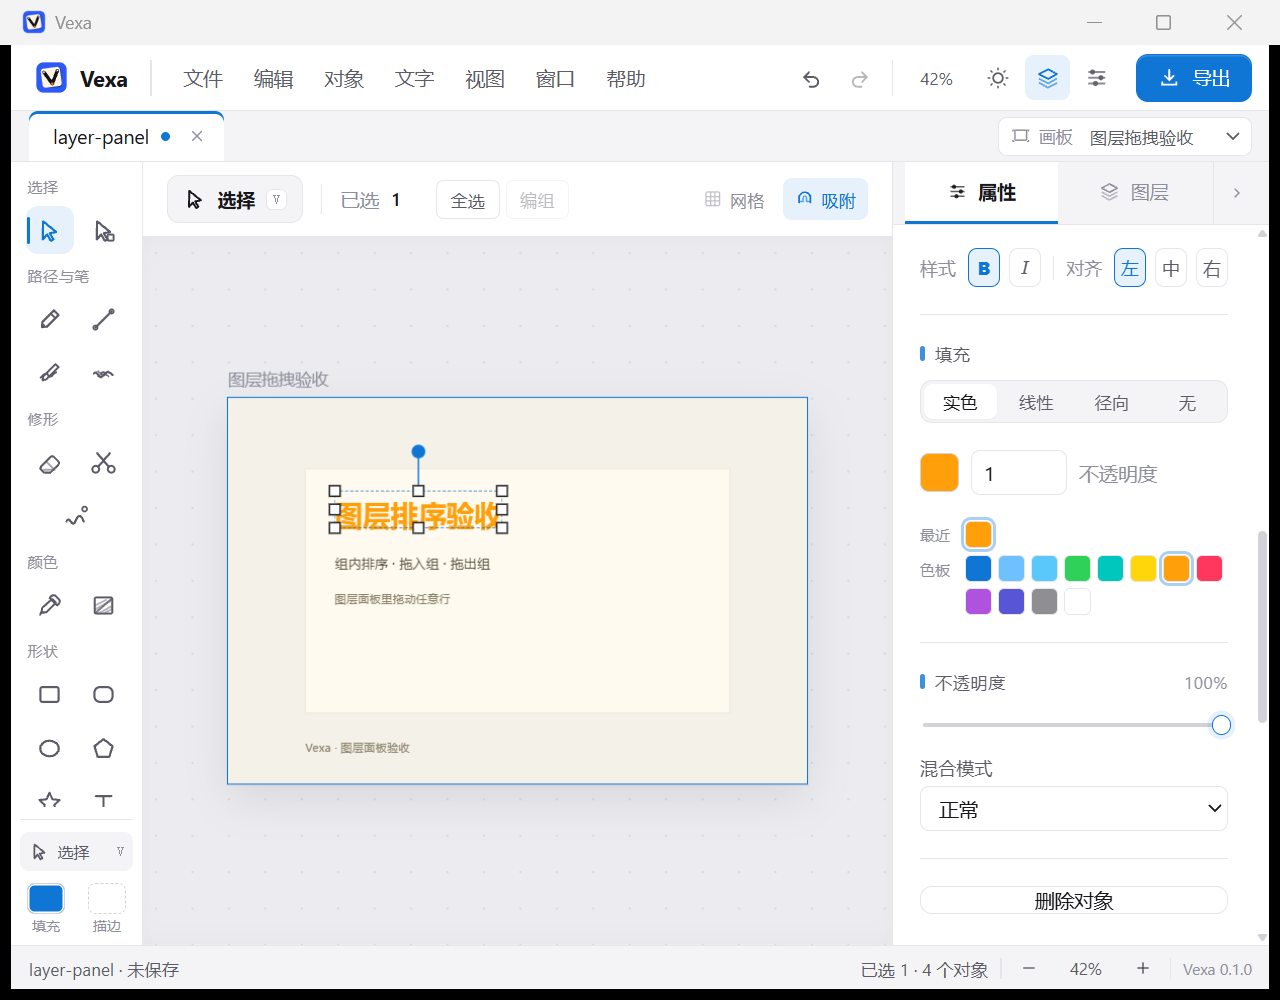 Vexa
Vexa 文件 编辑 对象 文字 视图 窗口 帮助 42% 导出
layer-panel 画板 图层拖拽验收
选择
选择 V 已选 1 全选 编组 网格 吸附
属性 图层
样式 B I 对齐 左 中 右
路径与笔
填充
实色 线性 径向 无
图层拖拽验收
修形
1 不透明度
图层排序验收
最近
组内排序 · 拖入组 · 拖出组
色板
颜色
图层面板里拖动任意行
形状
不透明度 100%
Vexa · 图层面板验收
混合模式
正常
选择 V
删除对象
填充 描边
layer-panel · 未保存 已选 1 · 4 个对象 42% Vexa 0.1.0